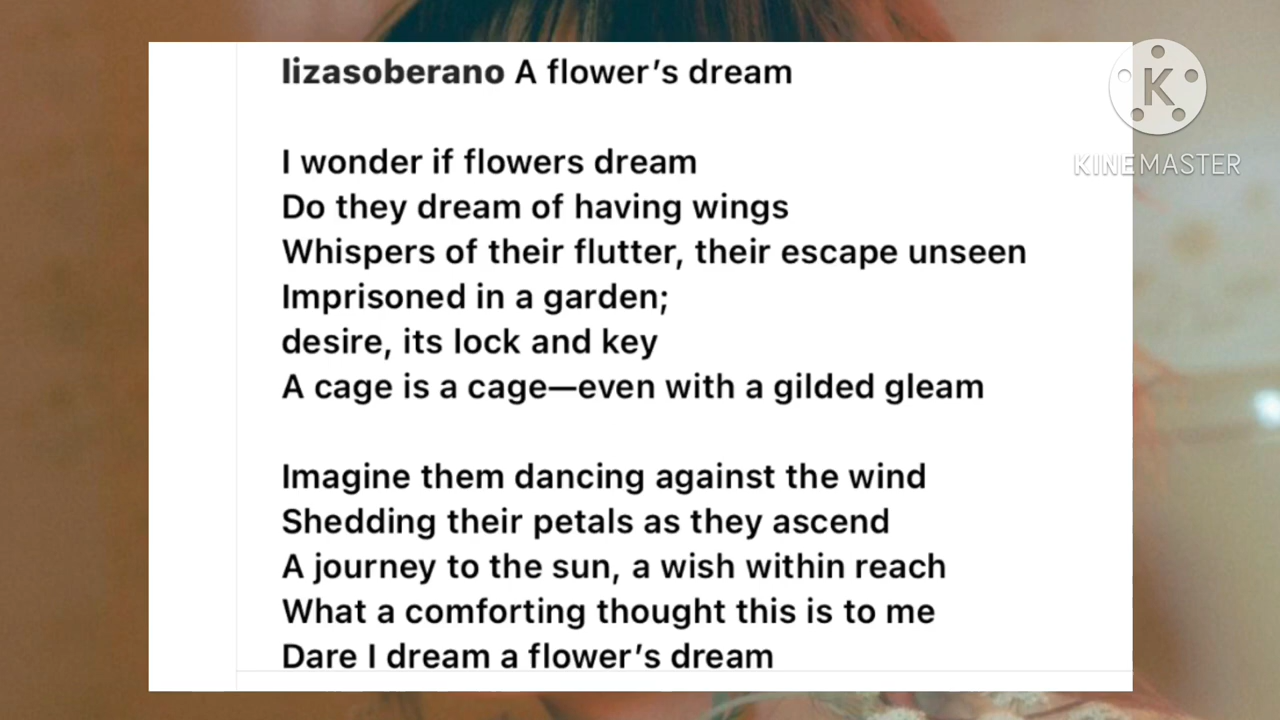 lizasoberano A flower’s dream
I wonder if flowers dream
Do they dream of having wings
Whispers of their flutter, their escape unseen
Imprisoned in a garden;
desire, its lock and key
A cage is a cage—even with a gilded gleam
Imagine them dancing against the wind
Shedding their petals as they ascend
A journey to the sun, a wish within reach
What a comforting thought this is to me
Dare I dream a flower’s dream
K
KINEMASTER